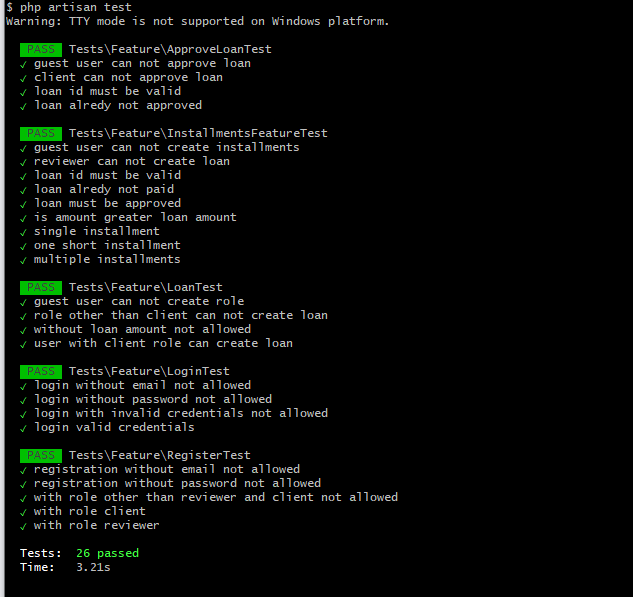 $ php artisan test
Warning: TTY mode is not supported on Windows platform.
PASS Tests\Feature\ApproveLoanTest
✓ guest user can not approve loan
✓ client can not approve loan
✓ loan id must be valid
✓ loan alredy not approved
PASS Tests\Feature\InstallmentsFeatureTest
✓ guest user can not create installments
✓ reviewer can not create loan
✓ loan id must be valid
✓ loan alredy not paid
✓ loan must be approved
✓ is amount greater loan amount
✓ single installment
✓ one short installment
✓ multiple installments
PASS Tests\Feature\LoanTest
✓ guest user can not create role
✓ role other than client can not create loan
✓ without loan amount not allowed
✓ user with client role can create loan
PASS Tests\Feature\LoginTest
✓ login without email not allowed
✓ login without password not allowed
✓ login with invalid credentials not allowed
✓ login valid credentials
PASS Tests\Feature\RegisterTest
✓ registration without email not allowed
✓ registration without password not allowed
✓ with role other than reviewer and client not allowed
✓ with role client
✓ with role reviewer
Tests: 26 passed
Time: 3.21s